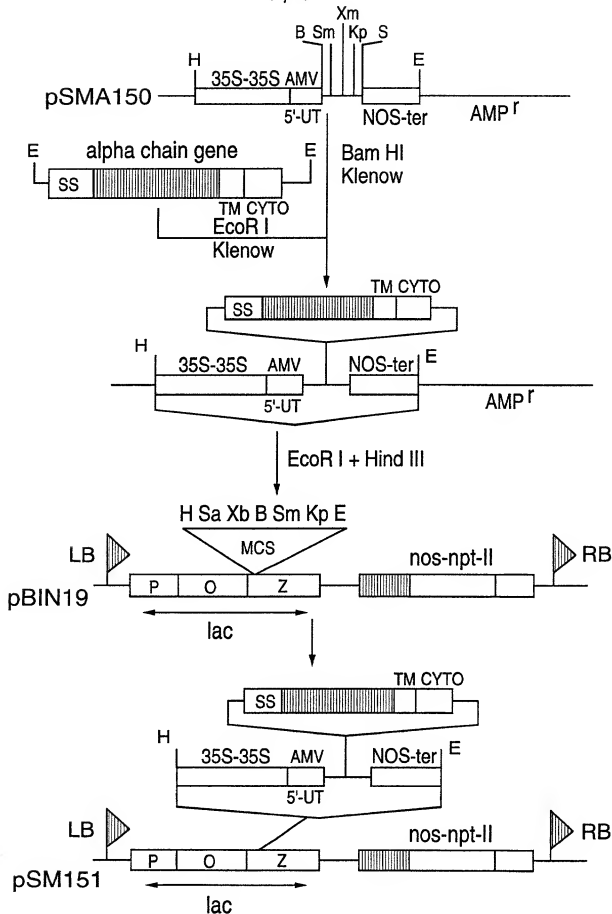 Xm
B Sm Kp S
H E
35S-35S AMV
pSMA150
5'-UT NOS-ter AMP r
E alpha chain gene E
Bam HI
Klenow
SS
TM CYTO
EcoR I
Klenow
TM CYTO
SS
H E
35S-35S AMV NOS-ter
5'-UT AMP r
EcoR I + Hind III
H Sa Xb B Sm Kp E
MCS
LB nos-npt-II RB
P O Z
pBIN19
lac
TM CYTO
SS
H E
35S-35S AMV NOS-ter
5'-UT
LB nos-npt-II RB
P O Z
pSM151
lac